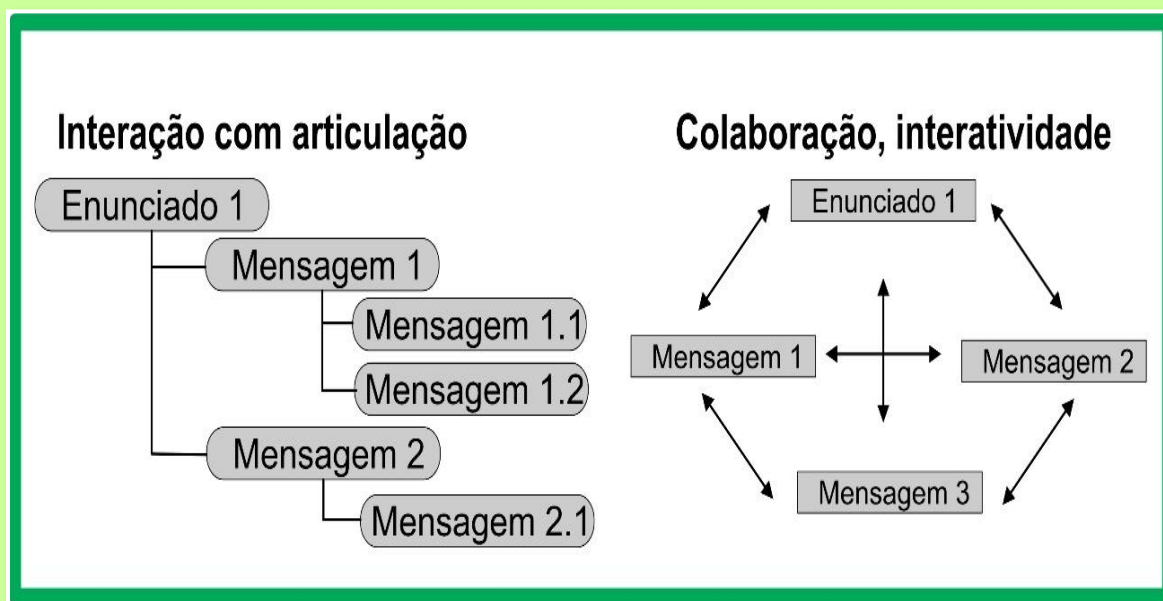 Interação com articulação
Enunciado 1
Mensagem 1
Mensagem 1.1
Mensagem 1.2
Mensagem 2
Mensagem 2.1
Colaboração, interatividade
Enunciado 1
Mensagem 1
Mensagem 2
Mensagem 3